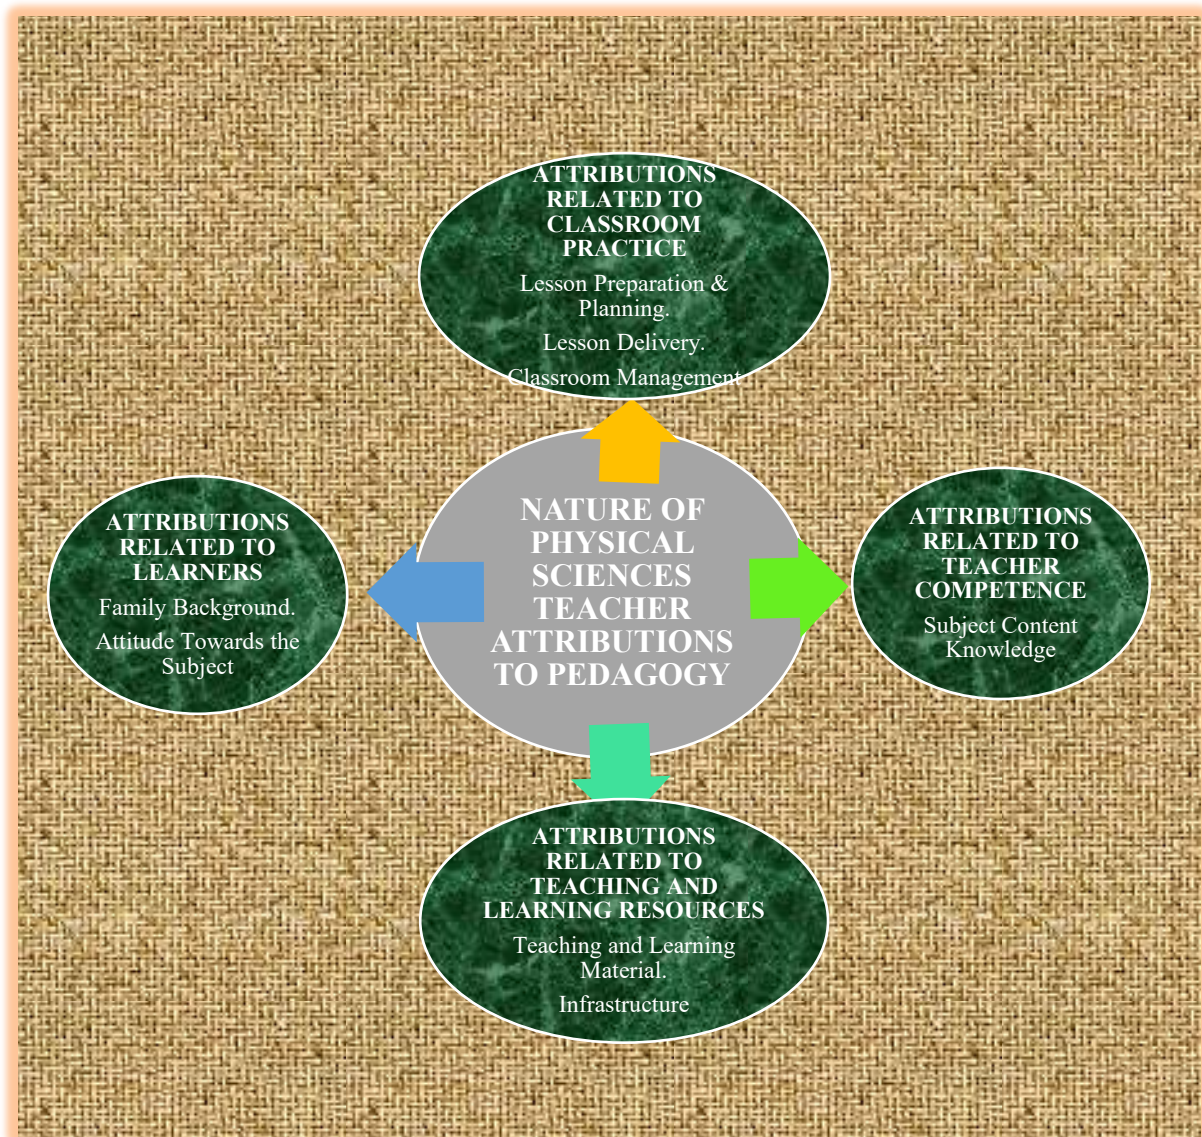 ATTRIBUTIONS
RELATED TO
CLASSROOM
PRACTICE
Lesson Preparation &
Planning.
Lesson Delivery.
Classroom Management
NATURE OF
PHYSICAL
SCIENCES
TEACHER
ATTRIBUTIONS
TO PEDAGOGY
ATTRIBUTIONS
RELATED TO
LEARNERS
Family Background.
Attitude Towards the
Subject
ATTRIBUTIONS
RELATED TO
TEACHER
COMPETENCE
Subject Content
Knowledge
ATTRIBUTIONS
RELATED TO
TEACHING AND
LEARNING RESOURCES
Teaching and Learning
Material.
Infrastructure